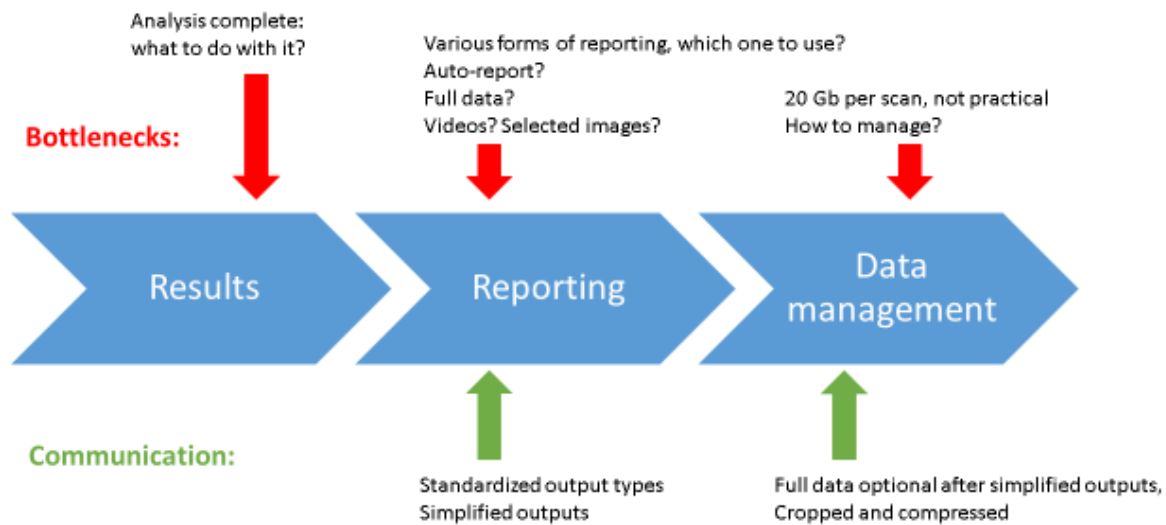 Analysis complete:
what to do with it?
Various forms of reporting, which one to use?
Auto-report?
Full data?
Videos? Selected images?
20 Gb per scan, not practical
How to manage?
Bottlenecks:
Results
Reporting
Data
management
Communication:
Standardized output types
Simplified outputs
Full data optional after simplified outputs,
Cropped and compressed